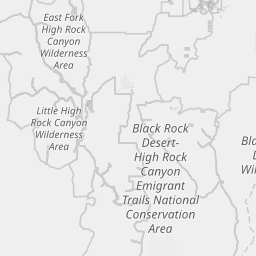 East Fork
High Rock
Canyon
Wilderness
Area
Little High
Rock Canyon
Wilderness
Area
Black Rock
Desert-
High Rock
Canyon
Emigrant
Trails National
Conservation
Area